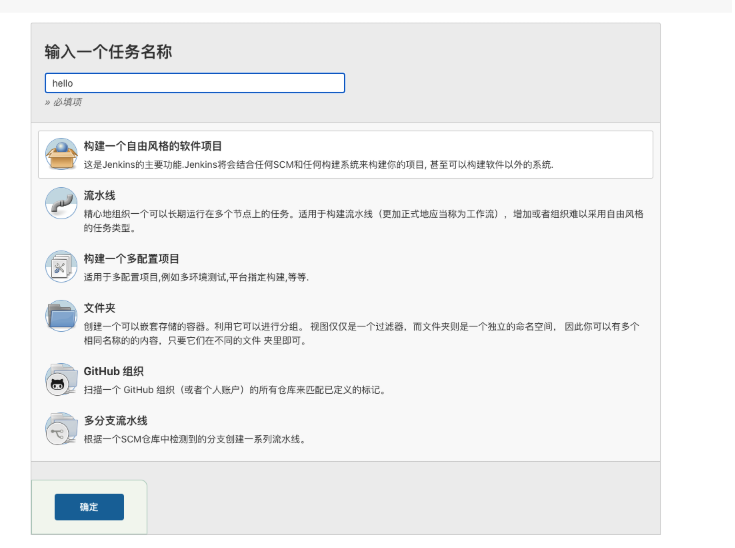 输入一个任务名称
hello
» 必填项
构建一个自由风格的软件项目
这是Jenkins的主要功能.Jenkins将会结合任何SCM和任何构建系统来构建你的项目, 甚至可以构建软件以外的系统.
流水线
精心地组织一个可以长期运行在多个节点上的任务。适用于构建流水线（更加正式地应当称为工作流），增加或者组织难以采用自由风格
的任务类型。
构建一个多配置项目
适用于多配置项目,例如多环境测试,平台指定构建,等等.
文件夹
创建一个可以嵌套存储的容器。利用它可以进行分组。 视图仅仅是一个过滤器，而文件夹则是一个独立的命名空间， 因此你可以有多个
相同名称的的内容，只要它们在不同的文件 夹里即可。
GitHub 组织
扫描一个 GitHub 组织（或者个人账户）的所有仓库来匹配已定义的标记。
多分支流水线
根据一个SCM仓库中检测到的分支创建一系列流水线。
确定